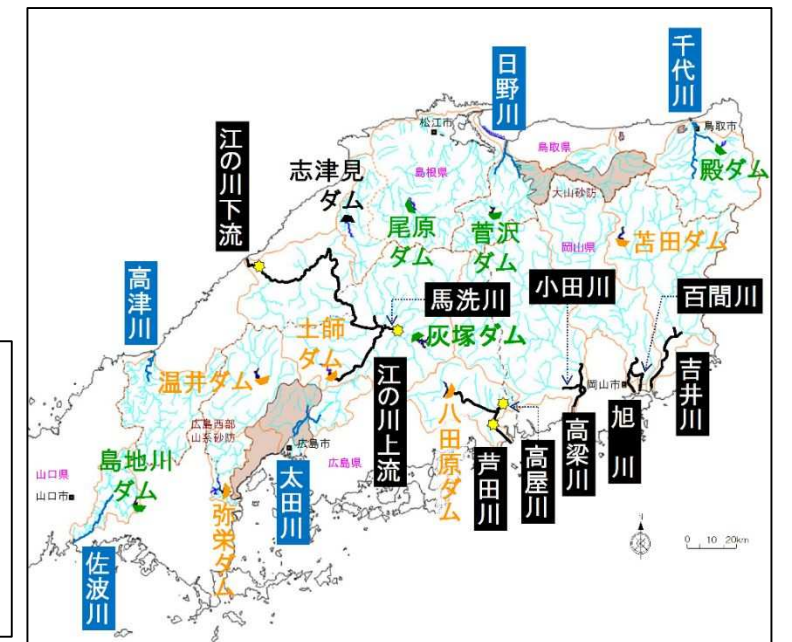 千代川
日野川
松江市
鳥取市
江の川下流
鳥取県
殿ダム
志津見
ダム
島根県
大山砂防
尾原
ダム
菅沢
ダム
岡山県
苫田ダム
高津川
馬洗川
小田川
百間川
土師
ダム
灰塚ダム
温井ダム
岡山市
吉井川
江の川上流
八田原ダム
広島西部
山系砂防
広島市
旭川
高梁川
島地川
ダム
広島県
芦田川
高屋川
山口県
山口市
太田川
弥栄ダム
佐波川
N
0 10 20km